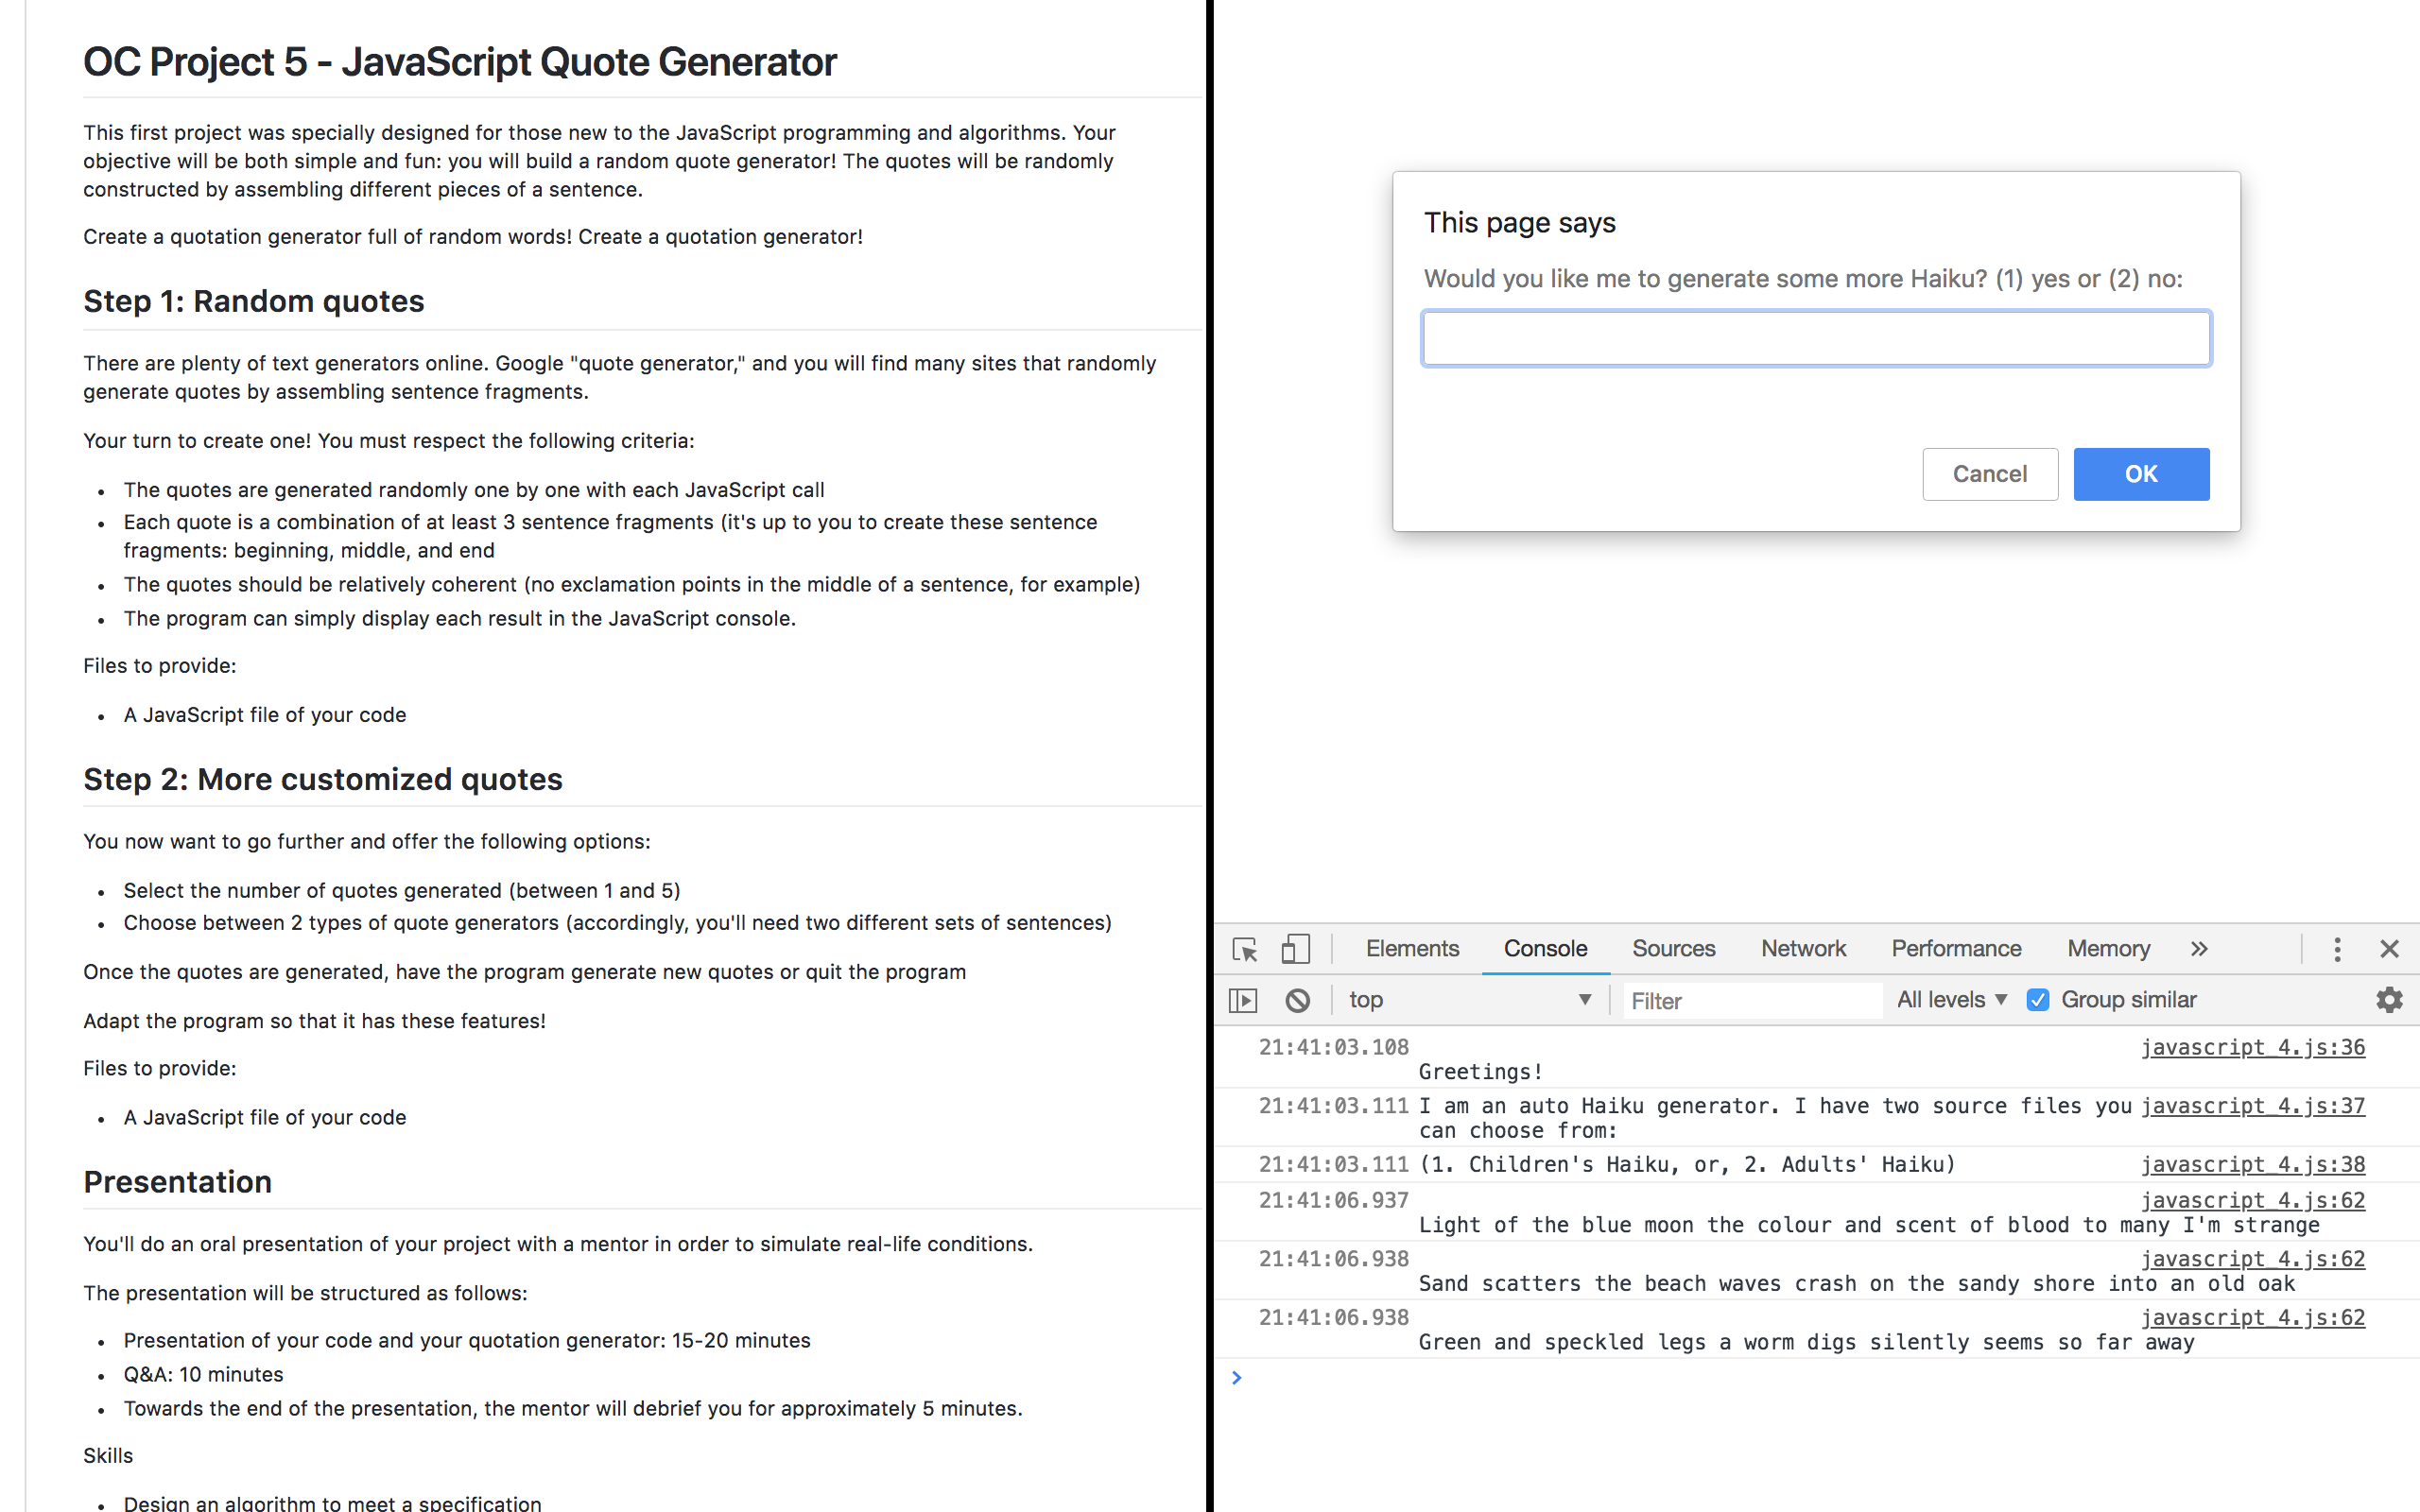 OC Project 5 - JavaScript Quote Generator
This first project was specially designed for those new to the JavaScript programming and algorithms. Your
objective will be both simple and fun: you will build a random quote generator! The quotes will be randomly
constructed by assembling different pieces of a sentence.
Create a quotation generator full of random words! Create a quotation generator!
Step 1: Random quotes
There are plenty of text generators online. Google "quote generator," and you will find many sites that randomly
generate quotes by assembling sentence fragments.
Your turn to create one! You must respect the following criteria:
• The quotes are generated randomly one by one with each JavaScript call
• Each quote is a combination of at least 3 sentence fragments (it's up to you to create these sentence
fragments: beginning, middle, and end
• The quotes should be relatively coherent (no exclamation points in the middle of a sentence, for example)
• The program can simply display each result in the JavaScript console.
Files to provide:
• A JavaScript file of your code
Step 2: More customized quotes
You now want to go further and offer the following options:
• Select the number of quotes generated (between 1 and 5)
• Choose between 2 types of quote generators (accordingly, you'll need two different sets of sentences)
Once the quotes are generated, have the program generate new quotes or quit the program
Adapt the program so that it has these features!
Files to provide:
• A JavaScript file of your code
Presentation
You'll do an oral presentation of your project with a mentor in order to simulate real-life conditions.
The presentation will be structured as follows:
• Presentation of your code and your quotation generator: 15-20 minutes
• Q&A: 10 minutes
• Towards the end of the presentation, the mentor will debrief you for approximately 5 minutes.
Skills
• Design an algorithm to meet a specification
This page says
Would you like me to generate some more Haiku? (1) yes or (2) no:
Cancel OK
Elements Console Sources Network Performance Memory »
top Filter All levels Group similar
21:41:03.108 javascript_4.js:36
Greetings!
21:41:03.111 I am an auto Haiku generator. I have two source files you javascript_4.js:37
can choose from:
21:41:03.111 (1. Children's Haiku, or, 2. Adults' Haiku) javascript_4.js:38
21:41:06.937 javascript_4.js:62
Light of the blue moon the colour and scent of blood to many I'm strange
21:41:06.938 javascript_4.js:62
Sand scatters the beach waves crash on the sandy shore into an old oak
21:41:06.938 javascript_4.js:62
Green and speckled legs a worm digs silently seems so far away